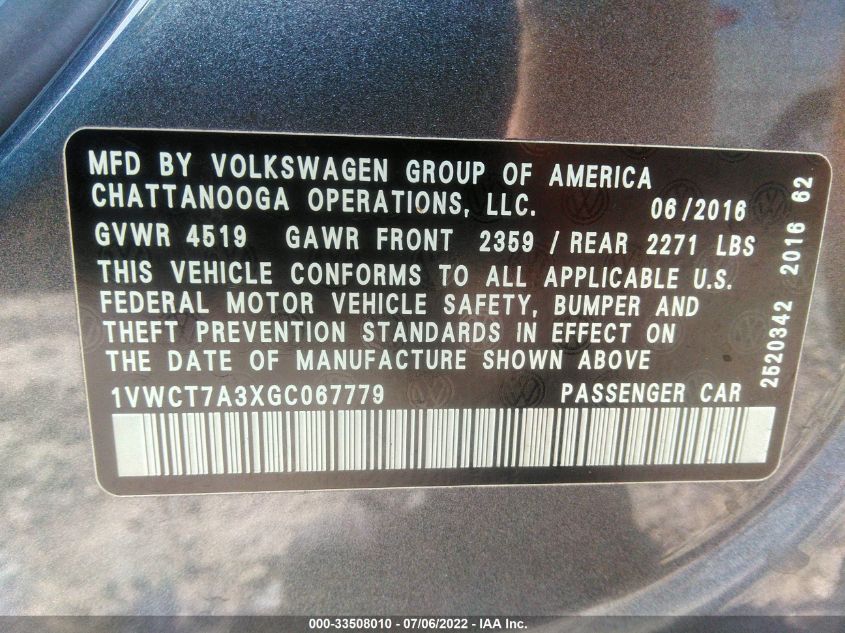 MFD BY VOLKSWAGEN GROUP OF AMERICA
CHATTANOOGA OPERATIONS, LLC. 06/2016
GVWR 4519 GAWR FRONT 2359 / REAR 2271 LBS
THIS VEHICLE CONFORMS TO ALL APPLICABLE U.S.
FEDERAL MOTOR VEHICLE SAFETY, BUMPER AND
THEFT PREVENTION STANDARDS IN EFFECT ON
THE DATE OF MANUFACTURE SHOWN ABOVE
1VWCT7A3XGC067779 PASSENGER CAR
2520342 2016 62
000-33508010 - 07/06/2022 - IAA Inc.